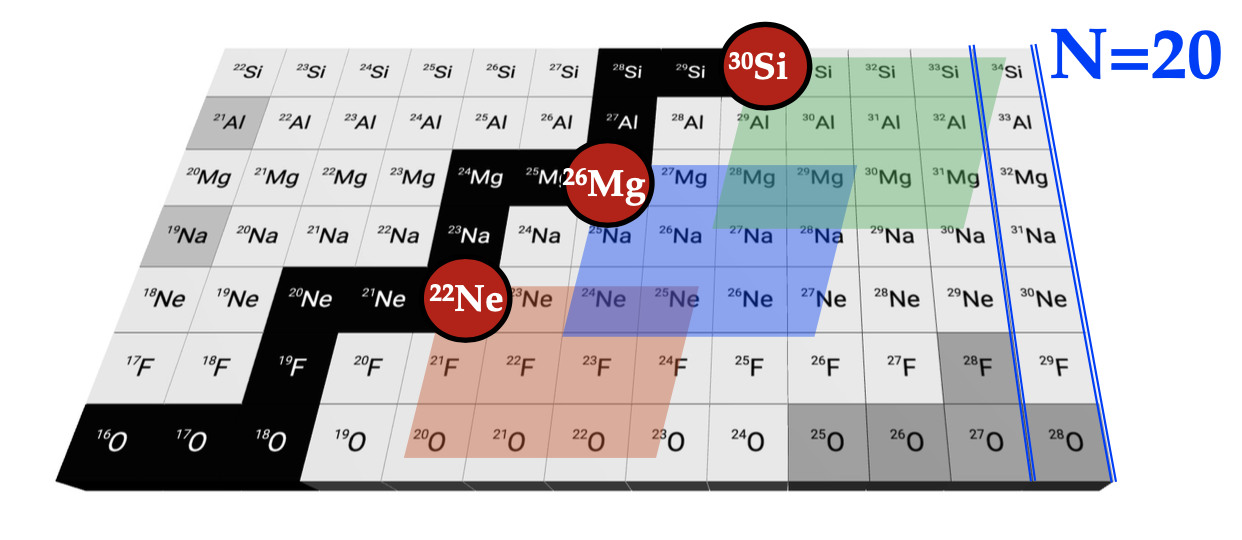 ²²Si ²³Si ²⁴Si ²⁵Si ²⁶Si ²⁷Si ²⁸Si ²⁹Si ³⁰Si Si ³²Si ³³Si ³⁴Si N=20
²¹Al ²²Al ²³Al ²⁴Al ²⁵Al ²⁶Al ²⁷Al ²⁸Al ²⁹Al ³⁰Al ³¹Al ³²Al ³³Al
²⁰Mg ²¹Mg ²²Mg ²³Mg ²⁴Mg ²⁵M ²⁶Mg ²⁷Mg ²⁸Mg ²⁹Mg ³⁰Mg ³¹Mg ³²Mg
¹⁹Na ²⁰Na ²¹Na ²²Na ²³Na ²⁴Na ²⁵Na ²⁶Na ²⁷Na ²⁸Na ²⁹Na ³⁰Na ³¹Na
¹⁸Ne ¹⁹Ne ²⁰Ne ²¹Ne ²²Ne ²³Ne ²⁴Ne ²⁵Ne ²⁶Ne ²⁷Ne ²⁸Ne ²⁹Ne ³⁰Ne
¹⁷F ¹⁸F ¹⁹F ²⁰F ²¹F ²²F ²³F ²⁴F ²⁵F ²⁶F ²⁷F ²⁸F ²⁹F
¹⁶O ¹⁷O ¹⁸O ¹⁹O ²⁰O ²¹O ²²O ²³O ²⁴O ²⁵O ²⁶O ²⁷O ²⁸O